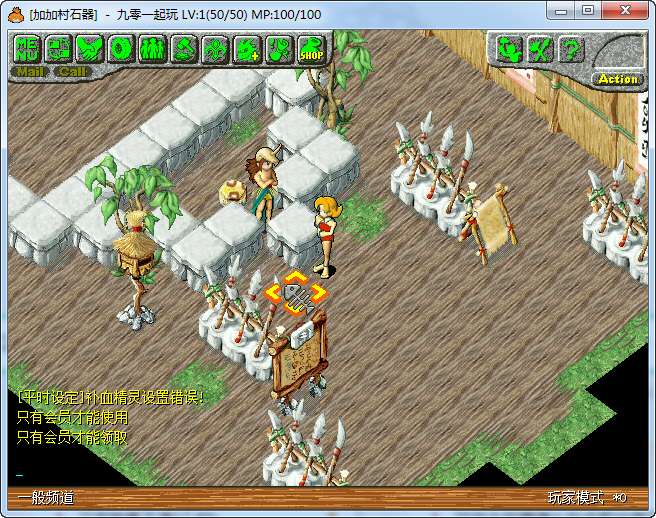 [加加村石器] - 九零一起玩 LV:1(50/50) MP:100/100
MENU
SHOP
Mail Call
Action
[平时设定]补血精灵设置错误!
只有会员才能使用
只有会员才能领取
一般频道
玩家模式 *0